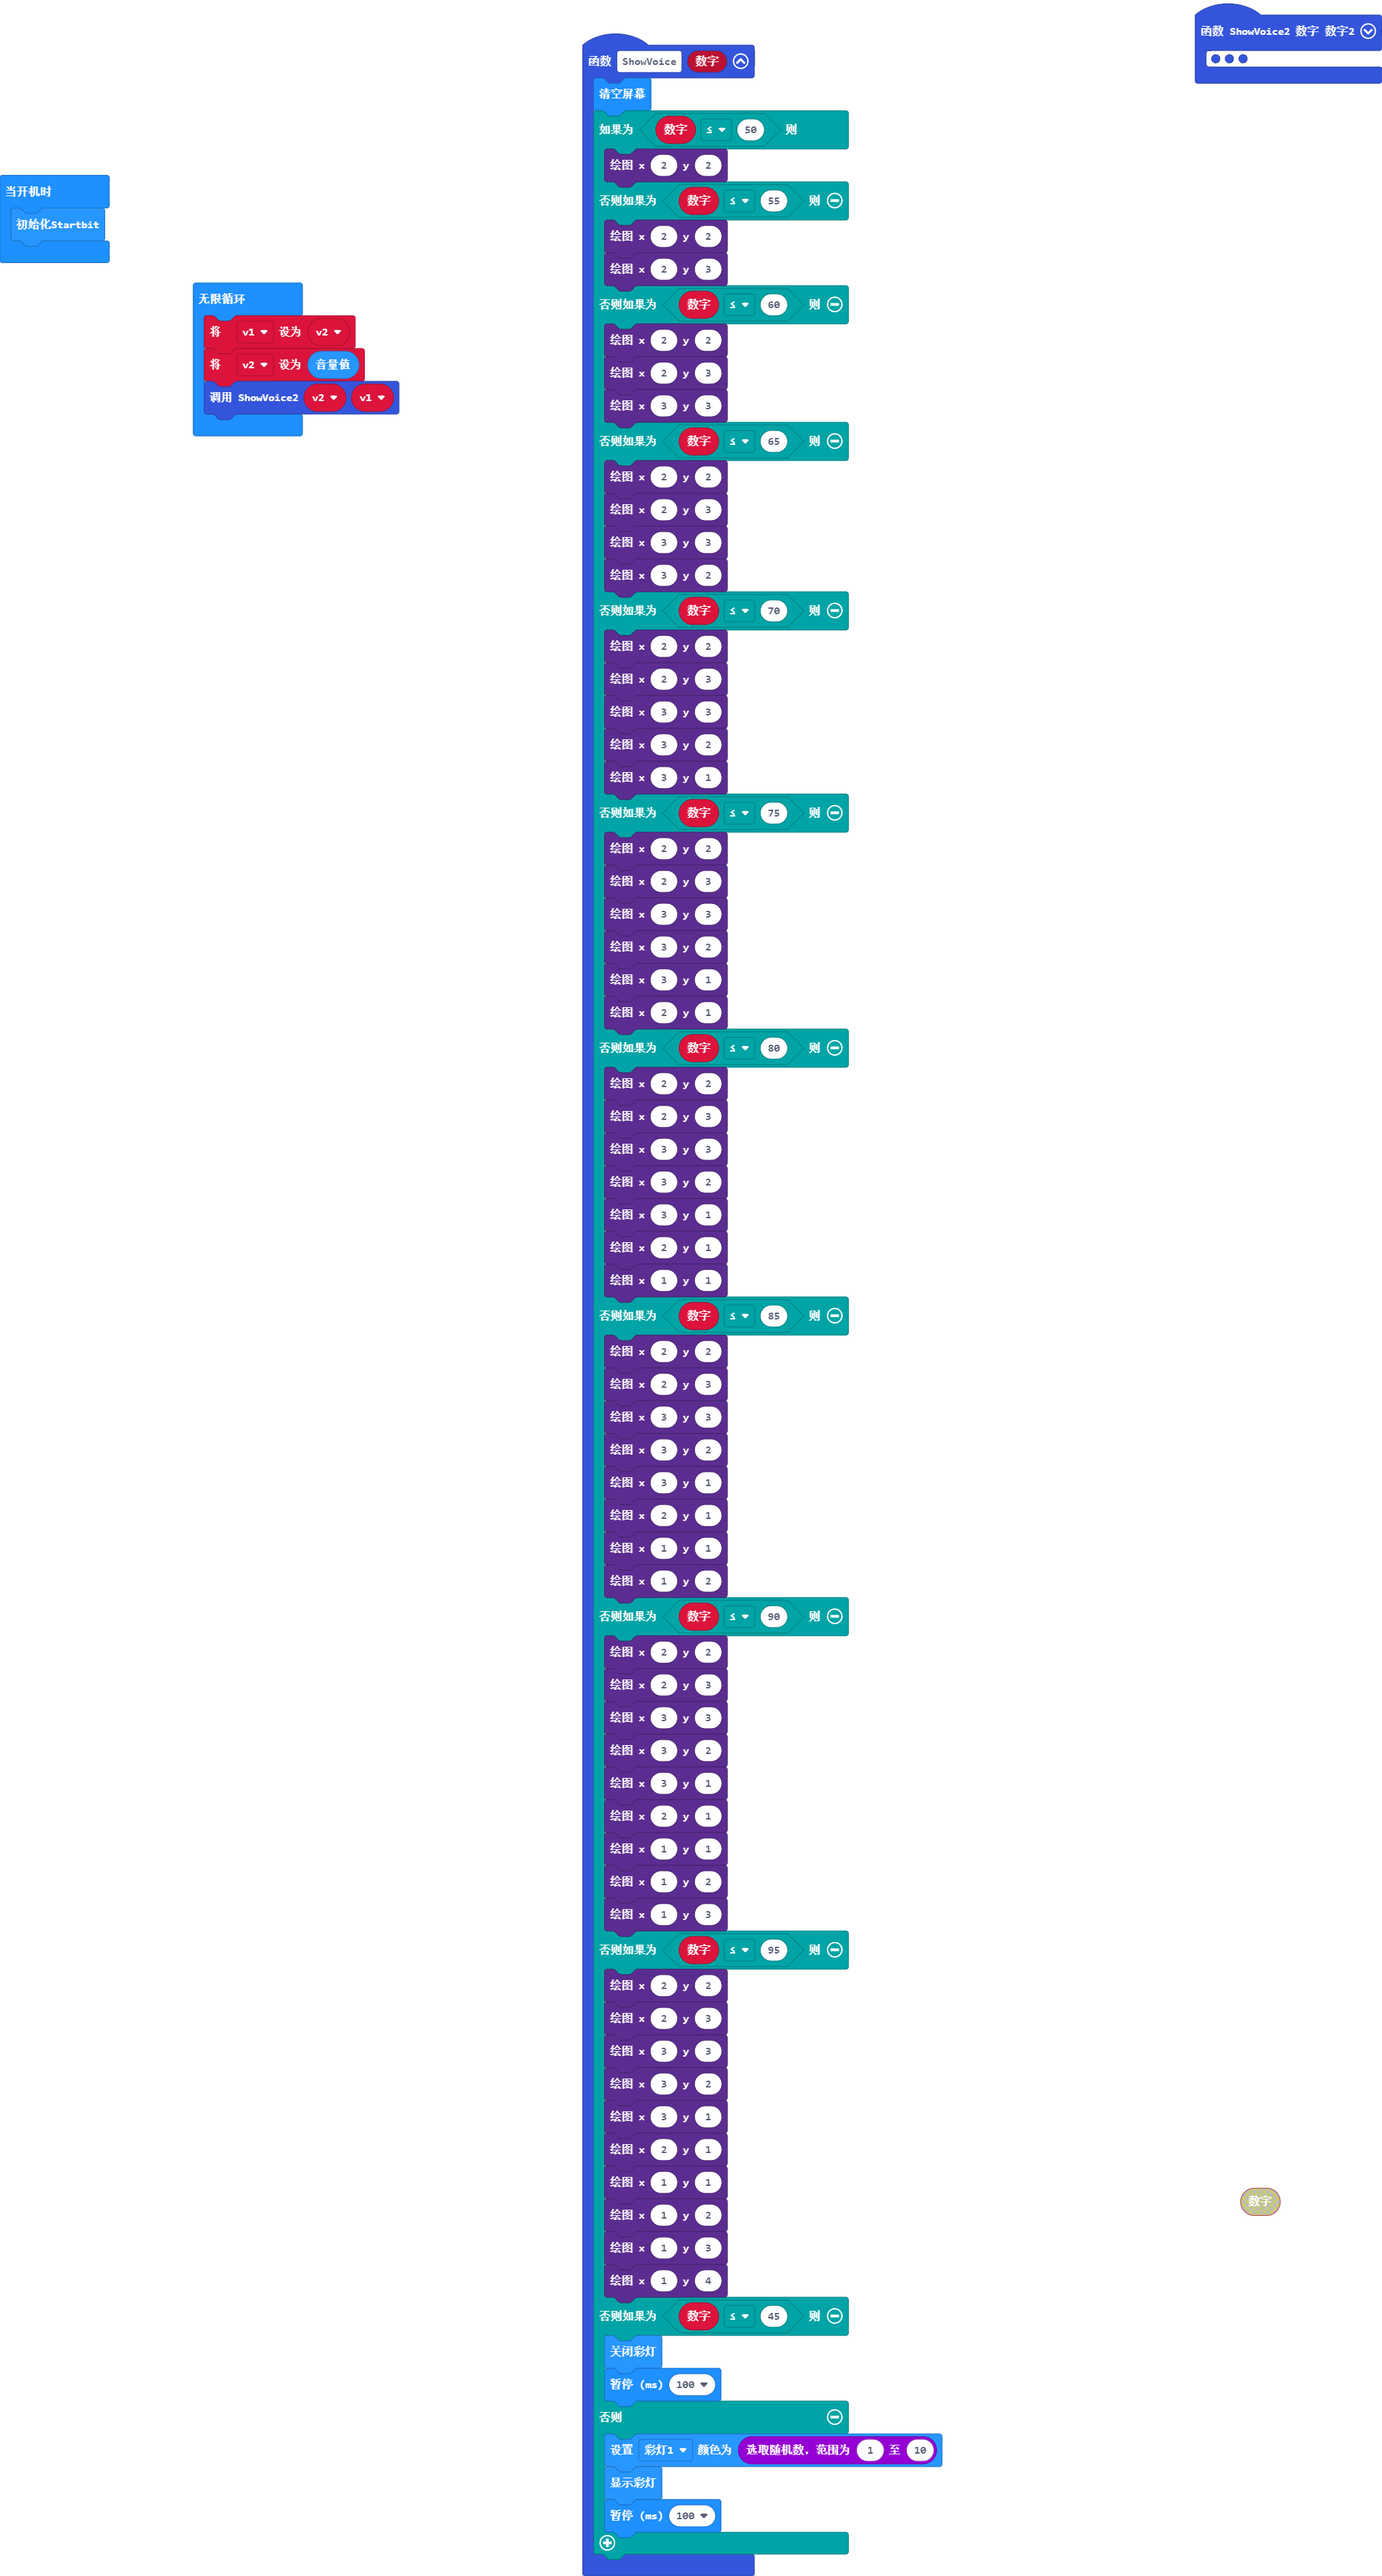 函数 ShowVoice2 数字 数字2
当开机时
初始化Startbit
无限循环
将 v1 设为 v2
将 v2 设为 音量值
调用 ShowVoice2 v2 v1
函数 ShowVoice 数字
清空屏幕
如果为 数字 ≤ 50 则
绘图 x 2 y 2
否则如果为 数字 ≤ 55 则
绘图 x 2 y 2
绘图 x 2 y 3
否则如果为 数字 ≤ 60 则
绘图 x 2 y 2
绘图 x 2 y 3
绘图 x 3 y 3
否则如果为 数字 ≤ 65 则
绘图 x 2 y 2
绘图 x 2 y 3
绘图 x 3 y 3
绘图 x 3 y 2
否则如果为 数字 ≤ 70 则
绘图 x 2 y 2
绘图 x 2 y 3
绘图 x 3 y 3
绘图 x 3 y 2
绘图 x 3 y 1
否则如果为 数字 ≤ 75 则
绘图 x 2 y 2
绘图 x 2 y 3
绘图 x 3 y 3
绘图 x 3 y 2
绘图 x 3 y 1
绘图 x 2 y 1
否则如果为 数字 ≤ 80 则
绘图 x 2 y 2
绘图 x 2 y 3
绘图 x 3 y 3
绘图 x 3 y 2
绘图 x 3 y 1
绘图 x 2 y 1
绘图 x 1 y 1
否则如果为 数字 ≤ 85 则
绘图 x 2 y 2
绘图 x 2 y 3
绘图 x 3 y 3
绘图 x 3 y 2
绘图 x 3 y 1
绘图 x 2 y 1
绘图 x 1 y 1
绘图 x 1 y 2
否则如果为 数字 ≤ 90 则
绘图 x 2 y 2
绘图 x 2 y 3
绘图 x 3 y 3
绘图 x 3 y 2
绘图 x 3 y 1
绘图 x 2 y 1
绘图 x 1 y 1
绘图 x 1 y 2
绘图 x 1 y 3
否则如果为 数字 ≤ 95 则
绘图 x 2 y 2
绘图 x 2 y 3
绘图 x 3 y 3
绘图 x 3 y 2
绘图 x 3 y 1
绘图 x 2 y 1
绘图 x 1 y 1
绘图 x 1 y 2
绘图 x 1 y 3
绘图 x 1 y 4
否则如果为 数字 ≤ 45 则
关闭彩灯
暂停 (ms) 100
否则
设置 彩灯1 颜色为 选取随机数，范围为 1 至 10
显示彩灯
暂停 (ms) 100
数字